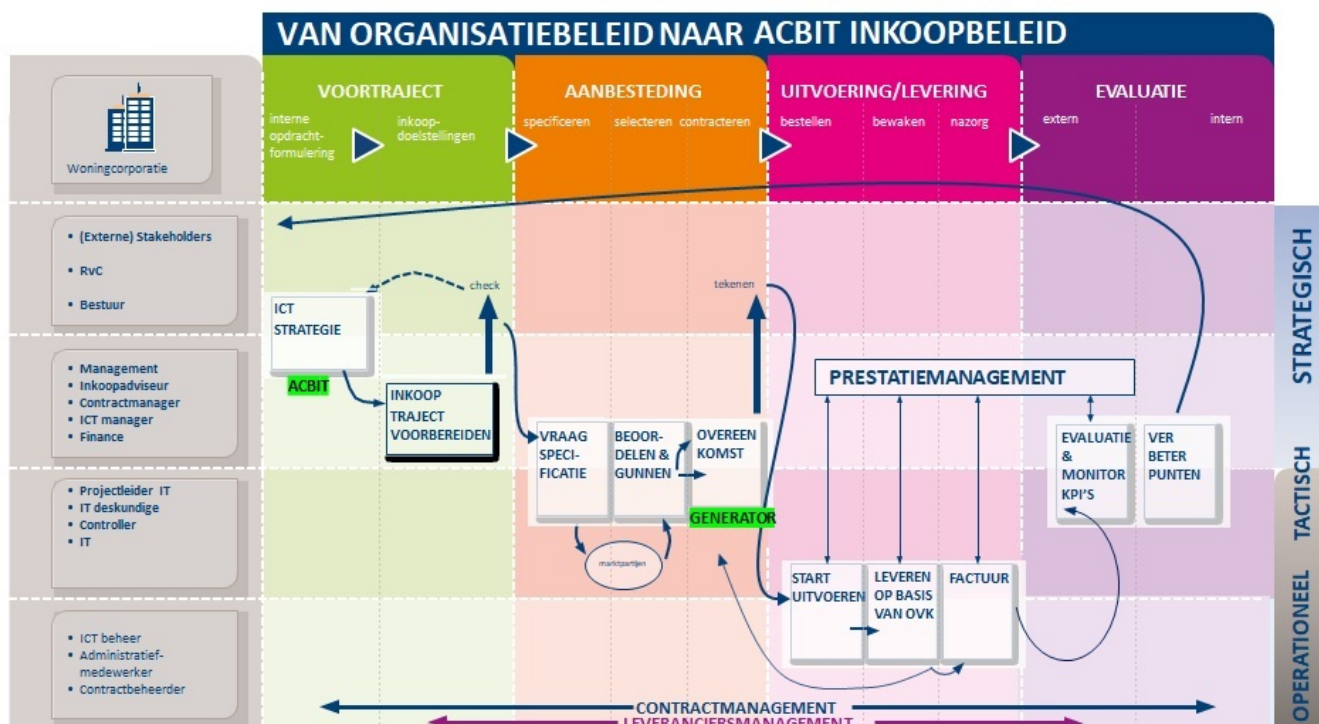 VAN ORGANISATIEBELEID NAAR ACBIT INKOOPBELEID
Woningcorporatie
VOORTRAJECT
interne
opdracht-
formulering
inkoop-
doelstellingen
AANBESTEDING
specificeren
selecteren
contracteren
UITVOERING/LEVERING
bestellen
bewaken
nazorg
EVALUATIE
extern
intern
(Externe) Stakeholders
RvC
Bestuur
check
tekenen
ICT
STRATEGIE
ACBIT
STRATEGISCH
Management
Inkoopadviseur
Contractmanager
ICT manager
Finance
INKOOP
TRAJECT
VOORBEREIDEN
PRESTATIEMANAGEMENT
VRAAG
SPECI-
FICATIE
BEOOR-
DELEN &
GUNNEN
OVEREEN
KOMST
GENERATOR
EVALUATIE
&
MONITOR
KPI'S
VER
BETER
PUNTEN
TACTISCH
Projectleider IT
IT deskundige
Controller
IT
marktpartijen
START
UITVOEREN
LEVEREN
OP BASIS
VAN OVK
FACTUUR
OPERATIONEEL
ICT beheer
Administratief-
medewerker
Contractbeheerder
CONTRACTMANAGEMENT
LEVERANCIERSMANAGEMENT